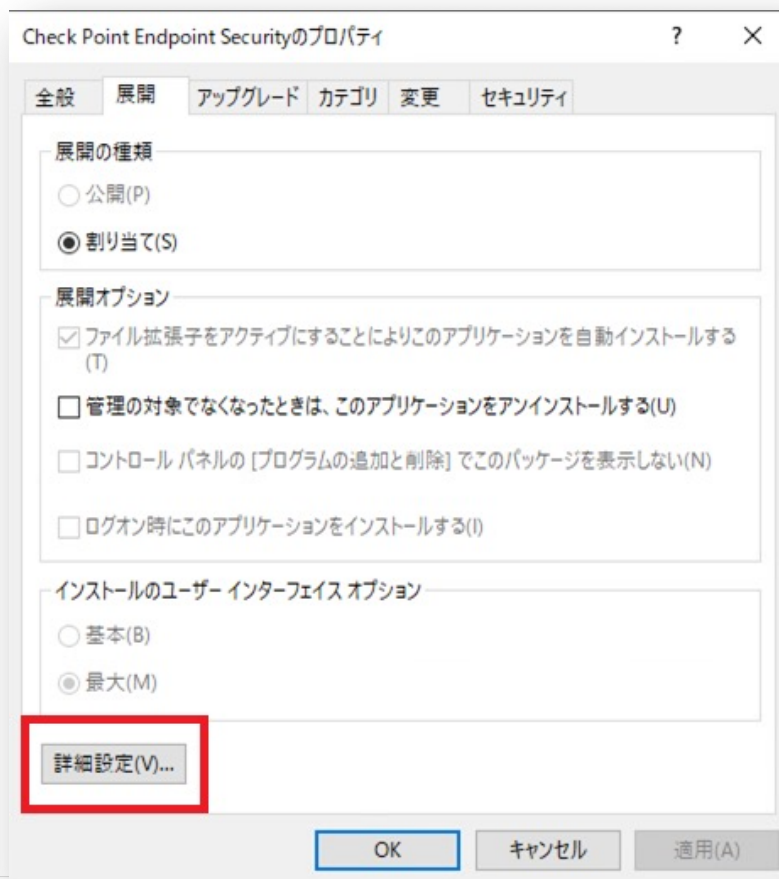 Check Point Endpoint Securityのプロパティ
?
全般 展開 アップグレード カテゴリ 変更 セキュリティ
展開の種類
公開(P)
割り当て(S)
展開オプション
ファイル拡張子をアクティブにすることによりこのアプリケーションを自動インストールする
(T)
管理の対象でなくなったときは、このアプリケーションをアンインストールする(U)
コントロール パネルの [プログラムの追加と削除] でこのパッケージを表示しない(N)
ログオン時にこのアプリケーションをインストールする(I)
インストールのユーザー インターフェイス オプション
基本(B)
最大(M)
詳細設定(V)...
OK キャンセル 適用(A)